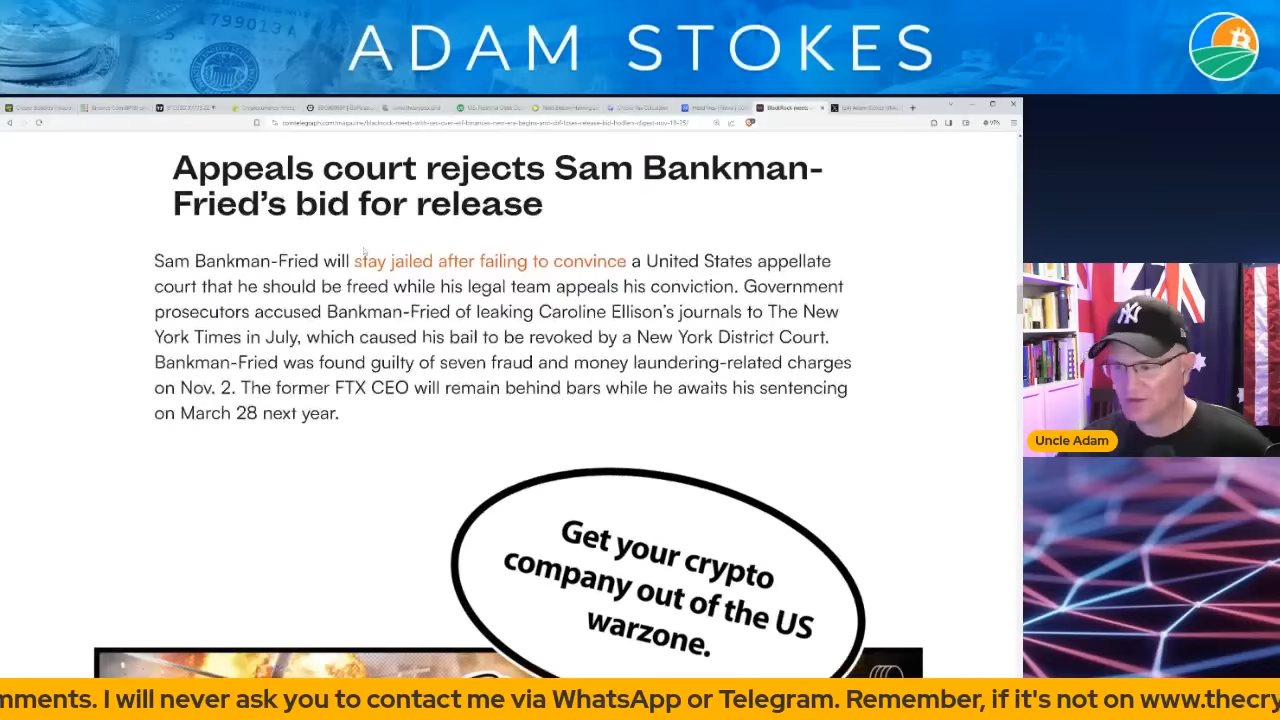 ADAM STOKES
Appeals court rejects Sam Bankman-
Fried's bid for release
Sam Bankman-Fried will stay jailed after failing to convince a United States appellate
court that he should be freed while his legal team appeals his conviction. Government
prosecutors accused Bankman-Fried of leaking Caroline Ellison's journals to The New
York Times in July, which caused his bail to be revoked by a New York District Court.
Bankman-Fried was found guilty of seven fraud and money laundering-related charges
on Nov. 2. The former FTX CEO will remain behind bars while he awaits his sentencing
on March 28 next year.
Uncle Adam
Get your crypto
company out of the US
warzone.
mments. I will never ask you to contact me via WhatsApp or Telegram. Remember, if it's not on www.thecry